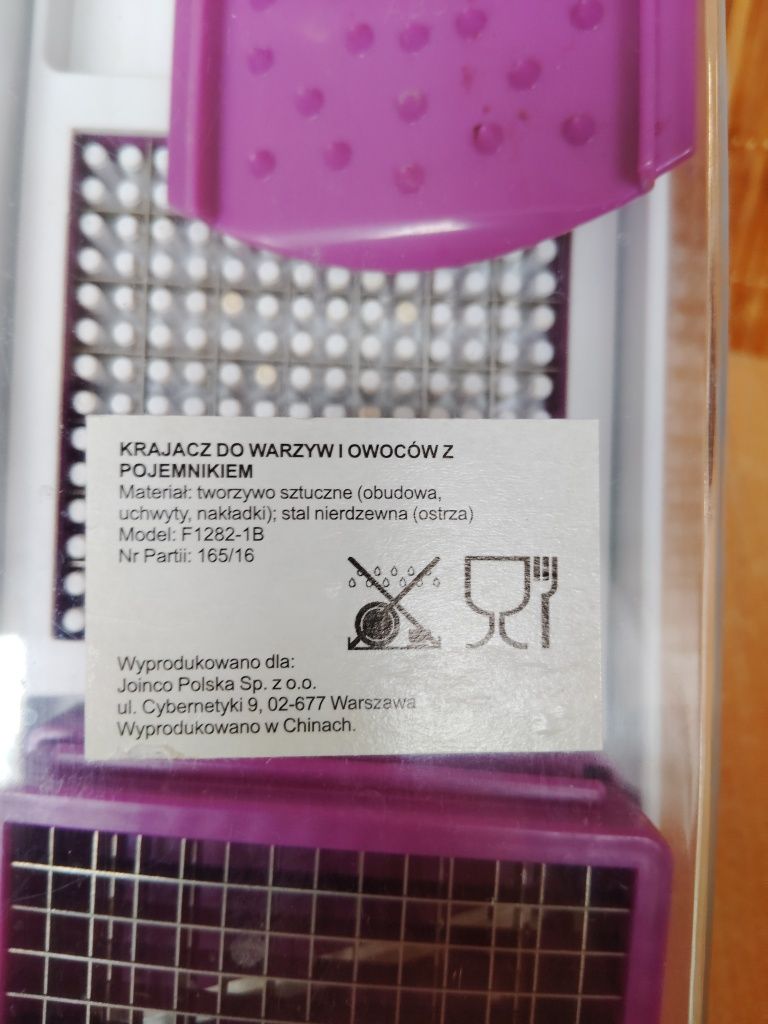 KRAJACZ DO WARZYW I OWOCÓW Z
POJEMNIKIEM
Materiał: tworzywo sztuczne (obudowa,
uchwyty, nakładki); stal nierdzewna (ostrza)
Model: F1282-1B
Nr Partii: 165/16
Wyprodukowano dla:
Joinco Polska Sp. z o.o.
ul. Cybernetyki 9, 02-677 Warszawa
Wyprodukowano w Chinach.